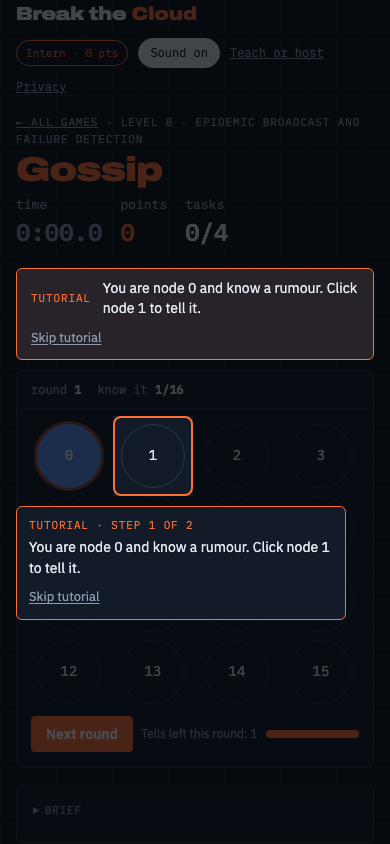 Break the Cloud
Intern · 0 pts
Sound on
Teach or host
Privacy
← ALL GAMES · LEVEL 8 · EPIDEMIC BROADCAST AND
FAILURE DETECTION
Gossip
time points tasks
0:00.0 0 0/4
TUTORIAL
You are node 0 and know a rumour. Click
node 1 to tell it.
Skip tutorial
round 1 know it 1/16
0 1 2 3
TUTORIAL · STEP 1 OF 2
You are node 0 and know a rumour. Click node 1
to tell it.
Skip tutorial
12 13 14 15
Next round
Tells left this round: 1
▶ BRIEF